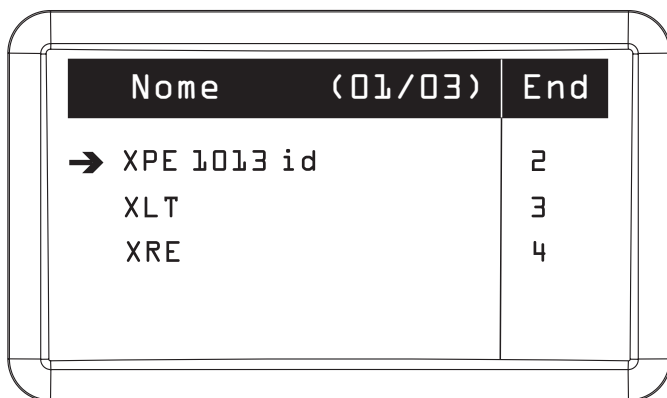 Nome (01/03) End
➔ XPE 1013 id 2
XLT 3
XRE 4